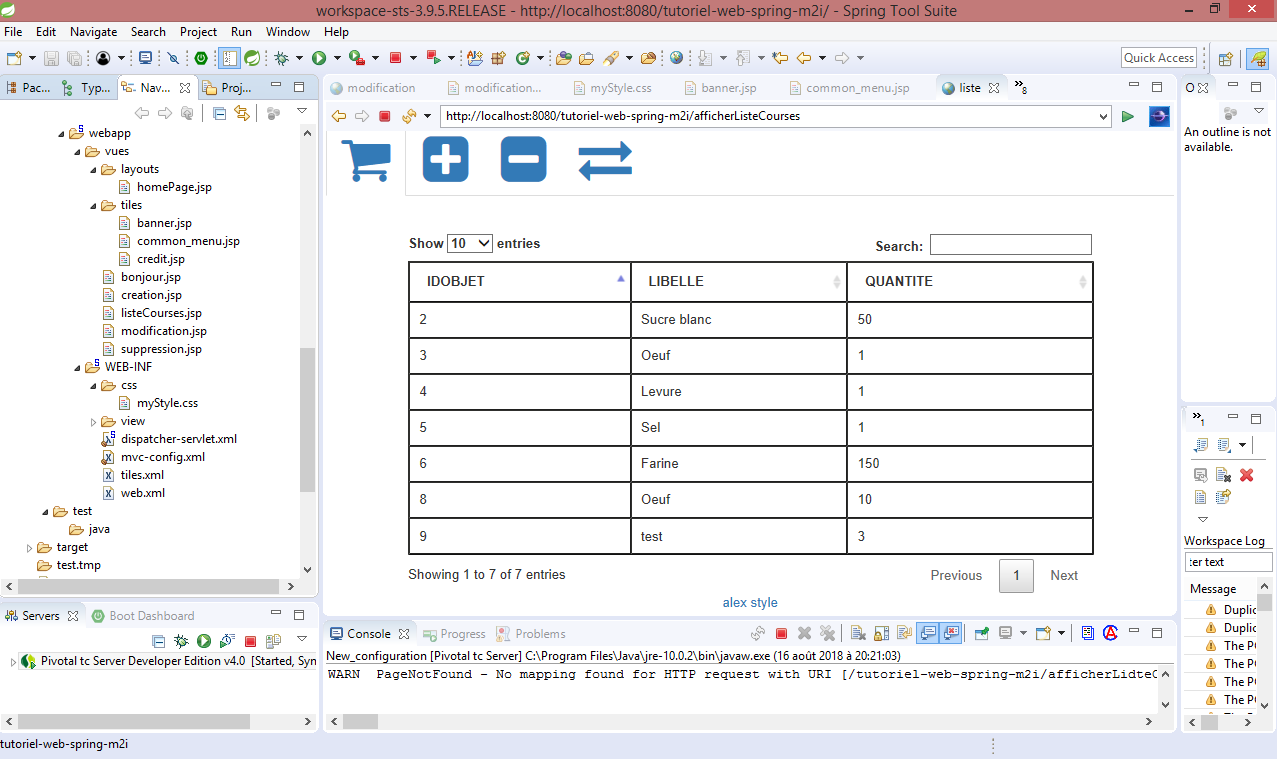 workspace-sts-3.9.5.RELEASE - http://localhost:8080/tutoriel-web-spring-m2i/ - Spring Tool Suite
File Edit Navigate Search Project Run Window Help
Quick Access
Pac... Typ... Nav... Proj...
webapp
vues
layouts
homePage.jsp
tiles
banner.jsp
common_menu.jsp
credit.jsp
bonjour.jsp
creation.jsp
listeCourses.jsp
modification.jsp
suppression.jsp
WEB-INF
css
myStyle.css
view
dispatcher-servlet.xml
mvc-config.xml
tiles.xml
web.xml
test
java
target
test.tmp
Servers Boot Dashboard
Pivotal tc Server Developer Edition v4.0 [Started, Syn
modification modification... myStyle.css banner.jsp common_menu.jsp liste »8
http://localhost:8080/tutoriel-web-spring-m2i/afficherListeCourses
Show 10 entries
Search:
IDOBJET LIBELLE QUANTITE
2 Sucre blanc 50
3 Oeuf 1
4 Levure 1
5 Sel 1
6 Farine 150
8 Oeuf 10
9 test 3
Showing 1 to 7 of 7 entries
Previous 1 Next
alex style
Console Progress Problems
New_configuration [Pivotal tc Server] C:\Program Files\Java\jre-10.0.2\bin\javaw.exe (16 août 2018 à 20:21:03)
WARN PageNotFound - No mapping found for HTTP request with URI [/tutoriel-web-spring-m2i/afficherLidteC
O
An outline is not
available.
»1
Workspace Log
ter text
Message
Duplic
Duplic
The PO
The PO
The PO
The PO
tutoriel-web-spring-m2i